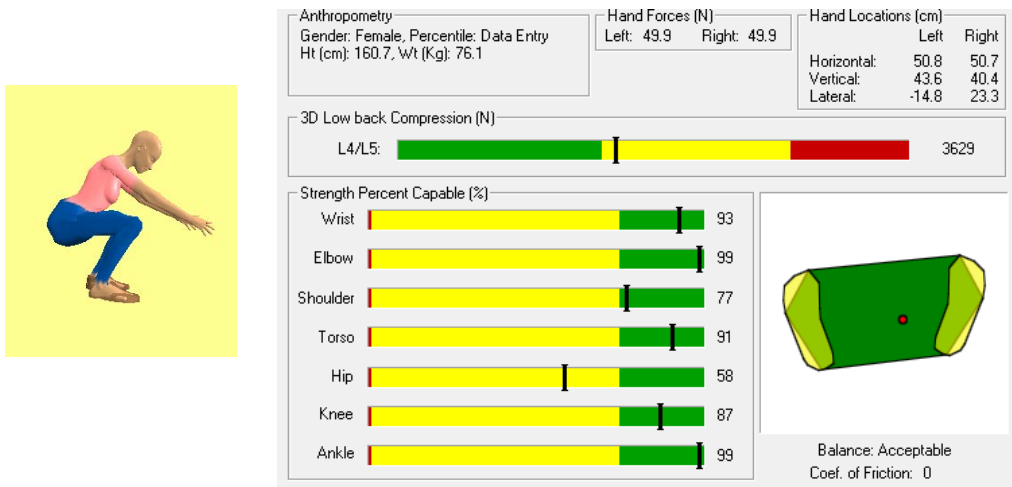 Anthropometry
Gender: Female, Percentile: Data Entry
Ht (cm): 160.7, Wt (Kg): 76.1
Hand Forces (N)
Left: 49.9 Right: 49.9
Hand Locations (cm)
Left Right
Horizontal: 50.8 50.7
Vertical: 43.6 40.4
Lateral: -14.8 23.3
3D Low back Compression (N)
L4/L5: 3629
Strength Percent Capable (%)
Wrist 93
Elbow 99
Shoulder 77
Torso 91
Hip 58
Knee 87
Ankle 99
Balance: Acceptable
Coef. of Friction: 0